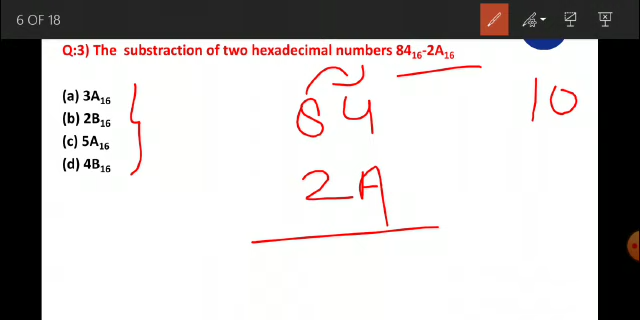 6 OF 18
Q:3) The substraction of two hexadecimal numbers 84₁₆-2A₁₆
(a) 3A₁₆
(b) 2B₁₆
(c) 5A₁₆
(d) 4B₁₆
84
10
2A